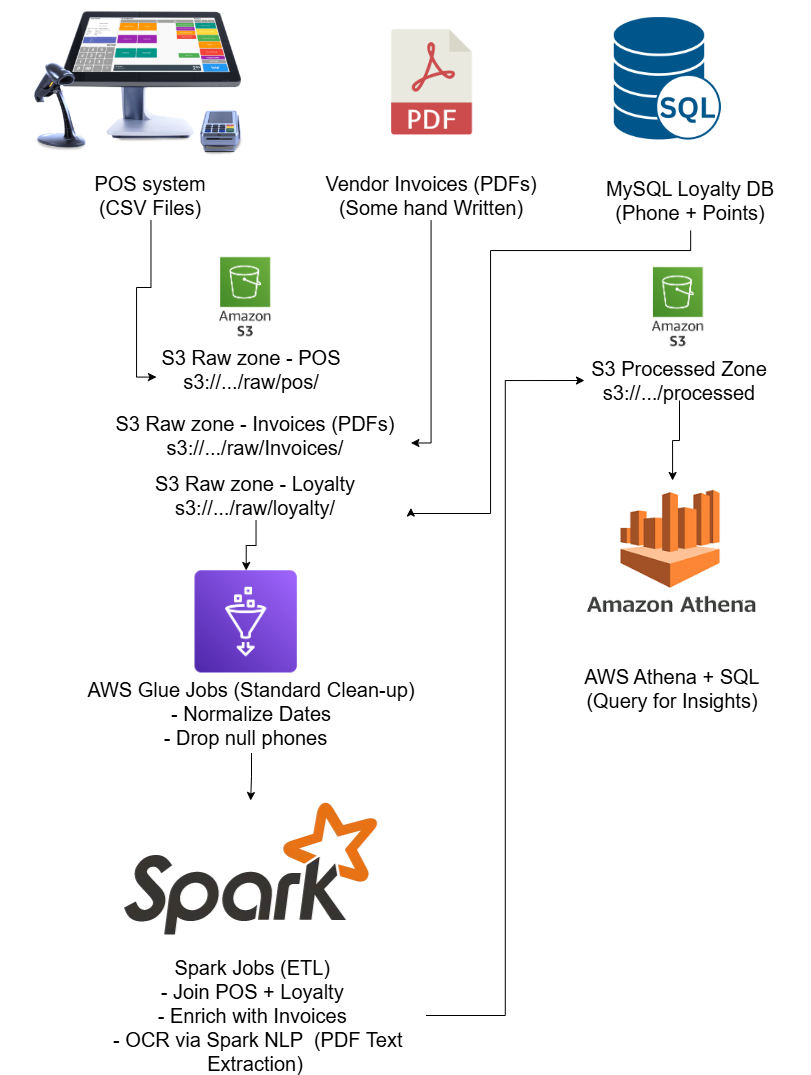 PDF
SQL
POS system
(CSV Files)
Vendor Invoices (PDFs)
(Some hand Written)
MySQL Loyalty DB
(Phone + Points)
Amazon
S3
S3 Raw zone - POS
s3://.../raw/pos/
S3 Raw zone - Invoices (PDFs)
s3://.../raw/Invoices/
S3 Raw zone - Loyalty
s3://.../raw/loyalty/
AWS Glue Jobs (Standard Clean-up)
- Normalize Dates
- Drop null phones
Spark
Spark Jobs (ETL)
- Join POS + Loyalty
- Enrich with Invoices
- OCR via Spark NLP  (PDF Text
Extraction)
Amazon
S3
S3 Processed Zone
s3://.../processed
Amazon Athena
AWS Athena + SQL
(Query for Insights)